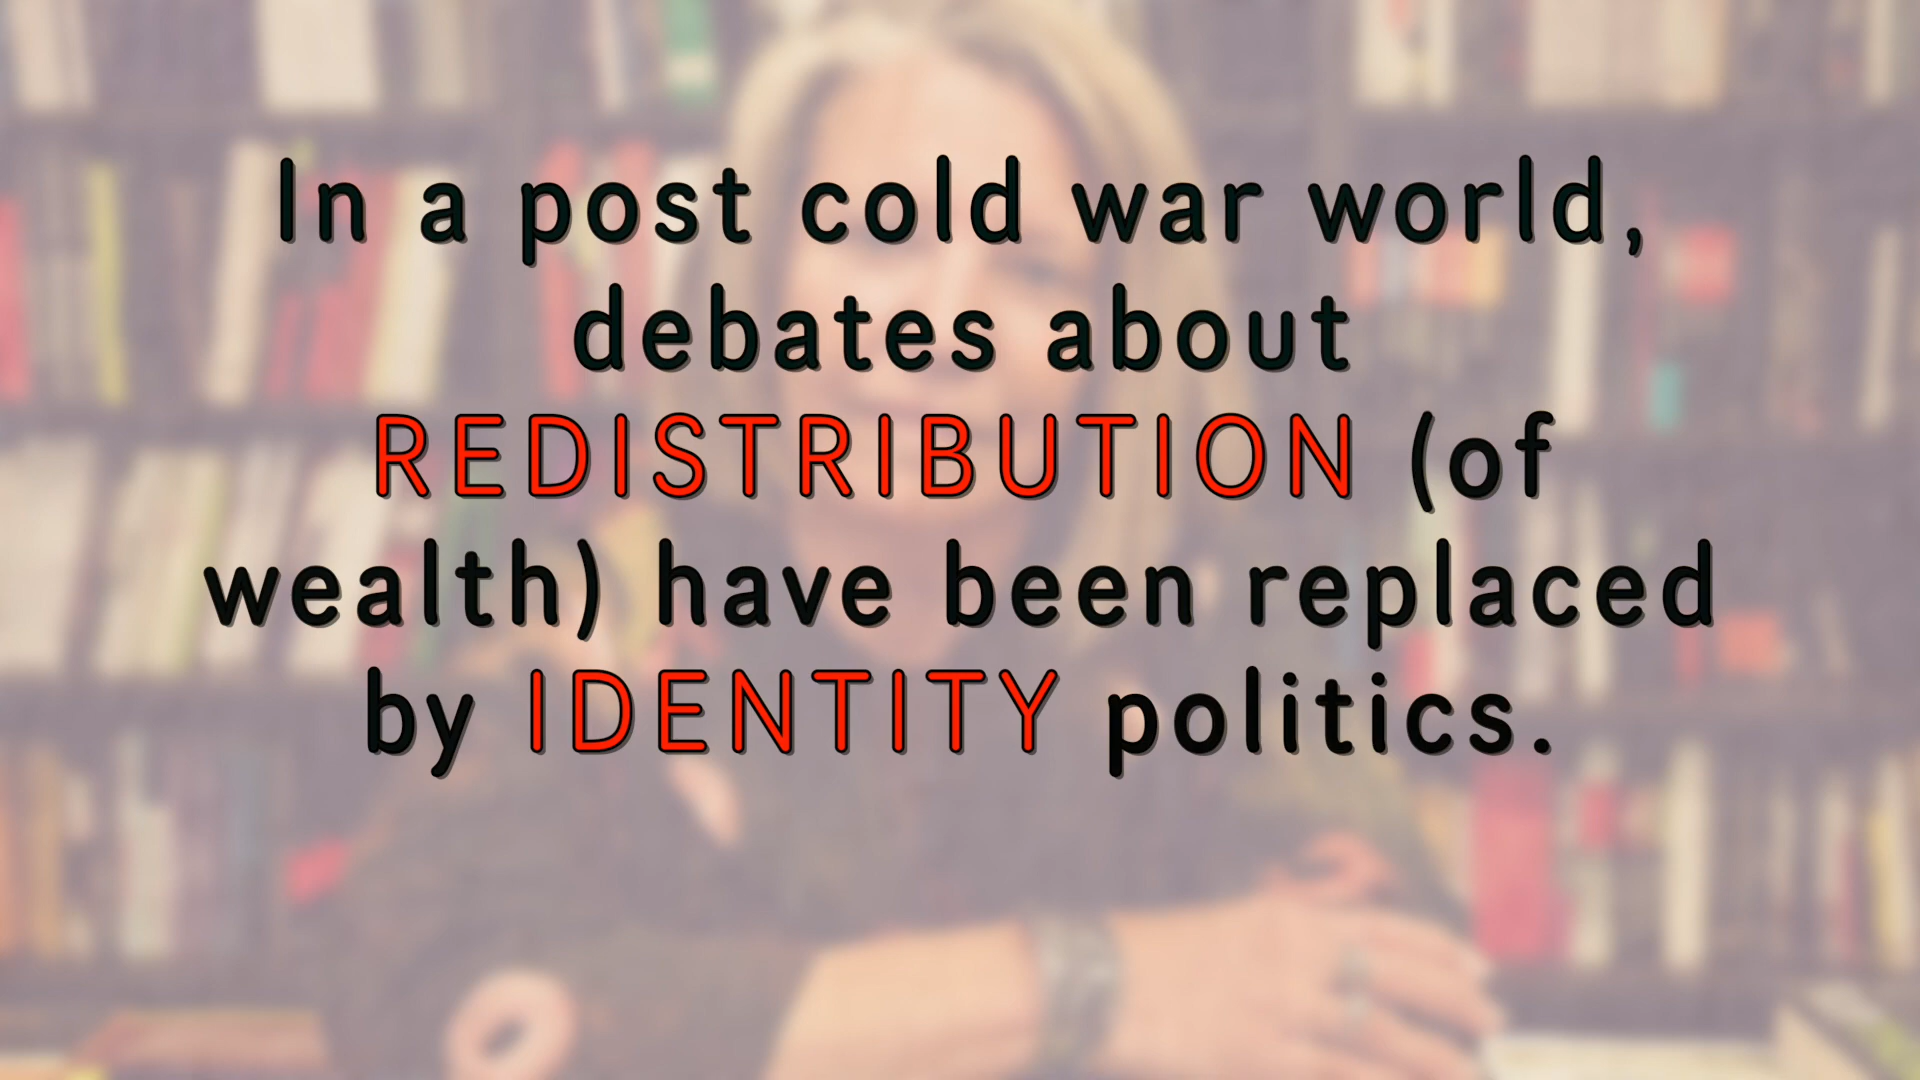 In a post cold war world,
debates about
REDISTRIBUTION (of
wealth) have been replaced
by IDENTITY politics.